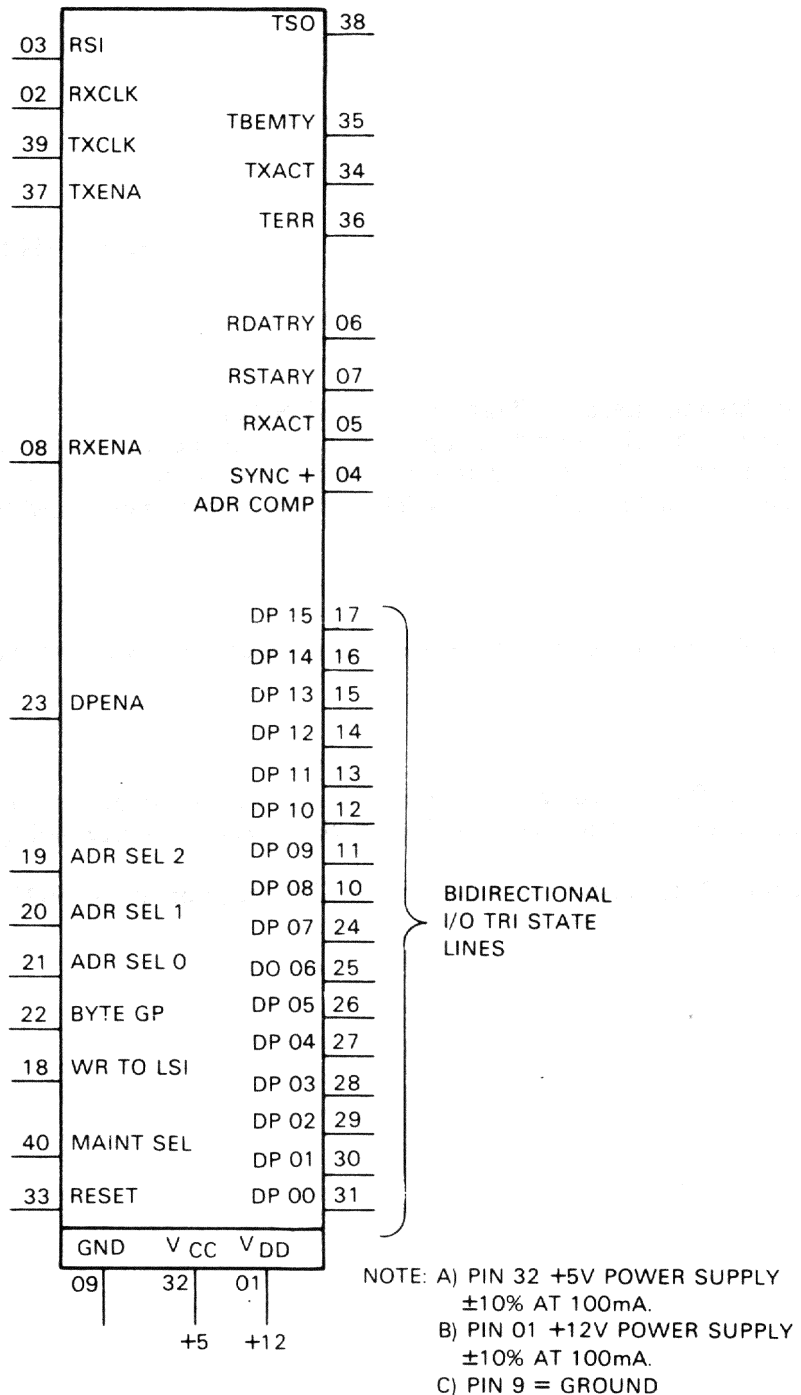 TSO 38
03 RSI
02 RXCLK
TBEMTY 35
39 TXCLK
TXACT 34
37 TXENA
TERR 36
RDATRY 06
RSTARY 07
RXACT 05
08 RXENA
SYNC + 04
ADR COMP
DP 15 17
DP 14 16
23 DPENA
DP 13 15
DP 12 14
DP 11 13
DP 10 12
19 ADR SEL 2
DP 09 11
DP 08 10
20 ADR SEL 1
DP 07 24
21 ADR SEL 0
DO 06 25
22 BYTE GP
DP 05 26
DP 04 27
18 WR TO LSI
DP 03 28
DP 02 29
40 MAINT SEL
DP 01 30
33 RESET
DP 00 31
BIDIRECTIONAL
I/O TRI STATE
LINES
GND VCC VDD
09 32 01
+5 +12
NOTE: A) PIN 32 +5V POWER SUPPLY
±10% AT 100mA.
B) PIN 01 +12V POWER SUPPLY
±10% AT 100mA.
C) PIN 9 = GROUND